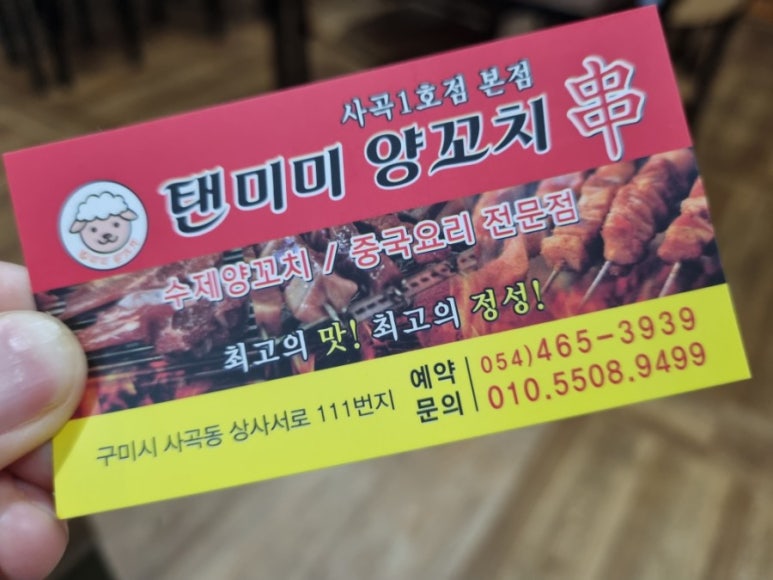 사곡1호점 본점
탠미미 양꼬치 串
수제양꼬치 / 중국요리 전문점
최고의 맛! 최고의 정성!
구미시 사곡동 상사서로 111번지
예약
문의
054)465-3939
010.5508.9499